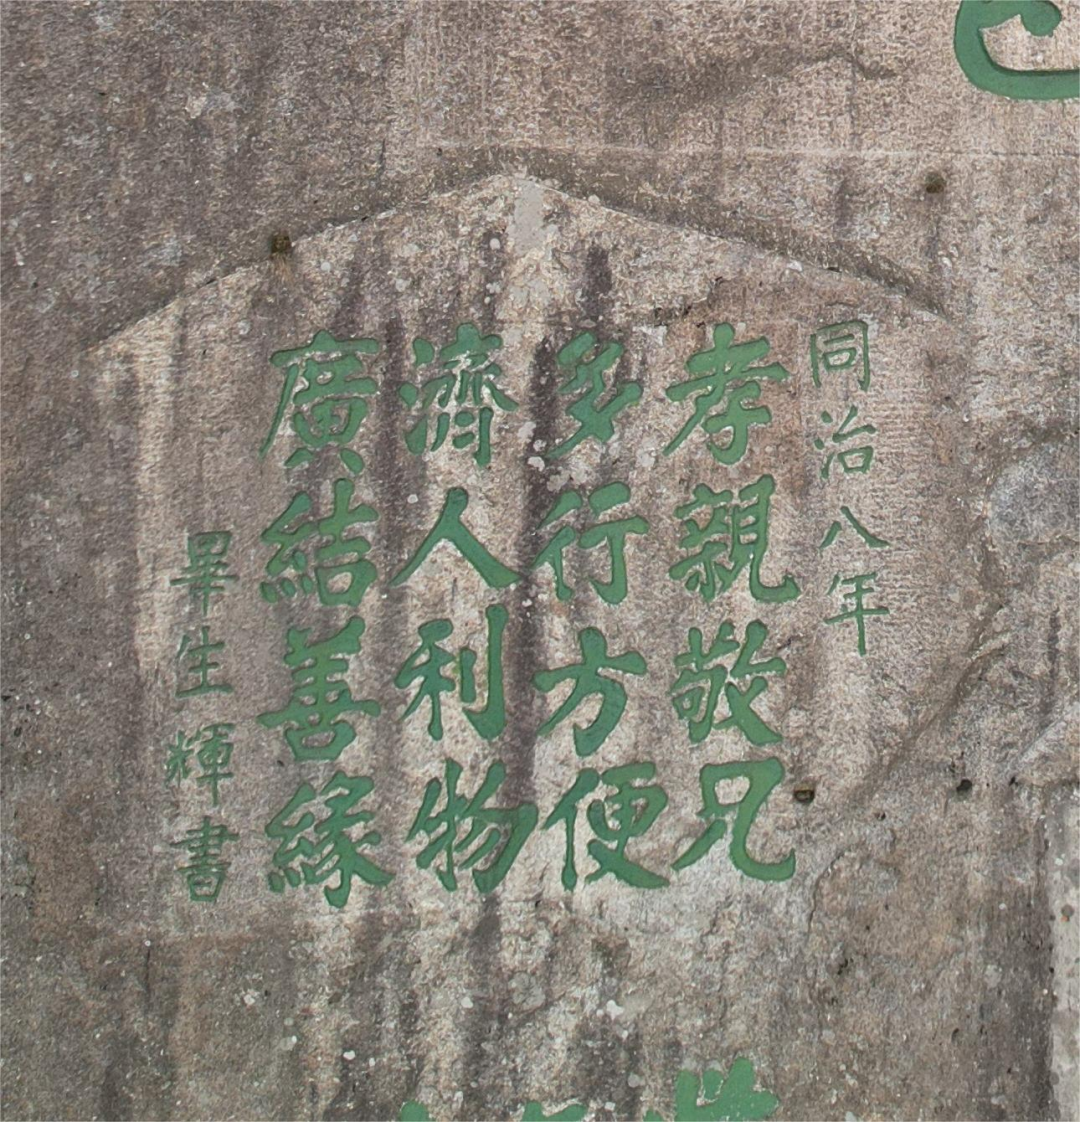 同治八年
孝親敬兄
多行方便
濟人利物
廣結善緣
畢生輝書